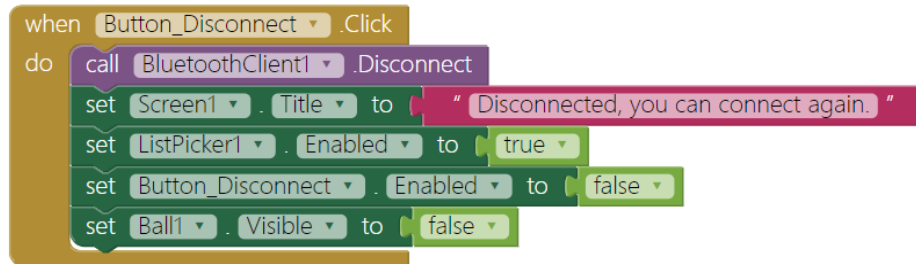 when Button_Disconnect .Click
do call BluetoothClient1 .Disconnect
set Screen1 . Title to " Disconnected, you can connect again. "
set ListPicker1 . Enabled to true
set Button_Disconnect . Enabled to false
set Ball1 . Visible to false